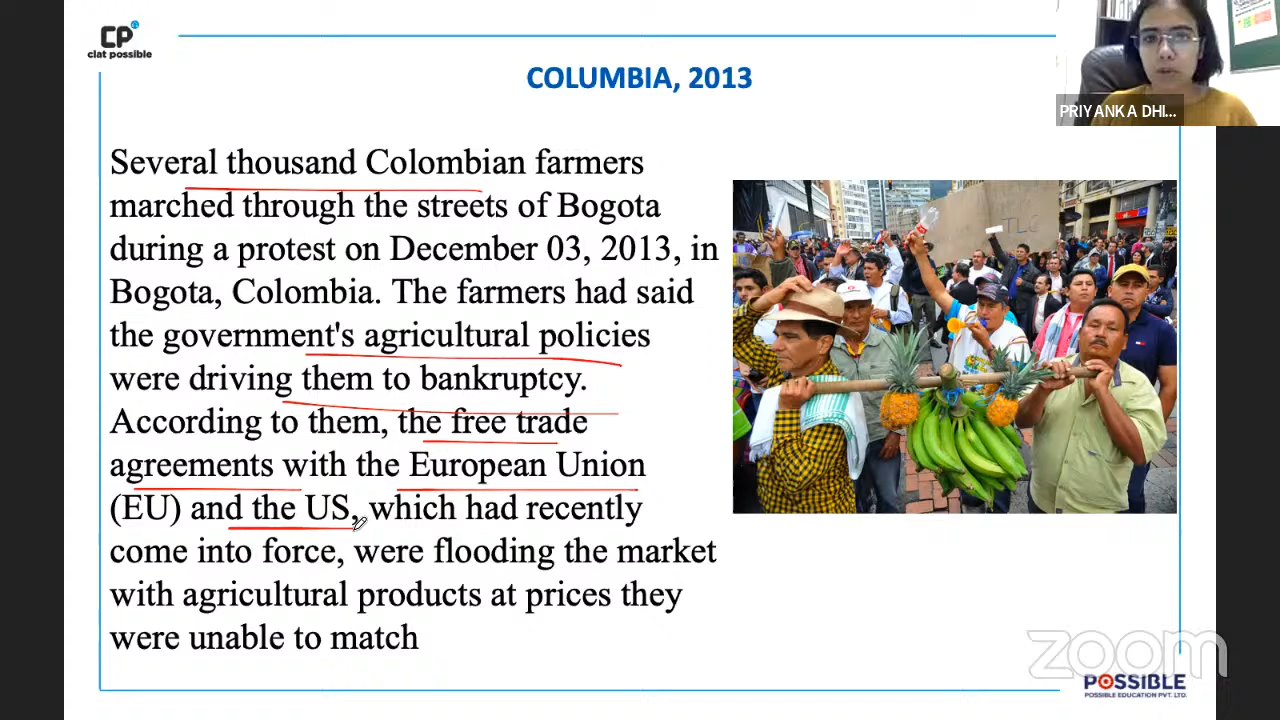 CP
clat possible
COLUMBIA, 2013
PRIYANKA DHI...
Several thousand Colombian farmers
marched through the streets of Bogota
during a protest on December 03, 2013, in
Bogota, Colombia. The farmers had said
the government's agricultural policies
were driving them to bankruptcy.
According to them, the free trade
agreements with the European Union
(EU) and the US, which had recently
come into force, were flooding the market
with agricultural products at prices they
were unable to match
TLC
zoom
POSSIBLE
POSSIBLE EDUCATION PVT. LTD.